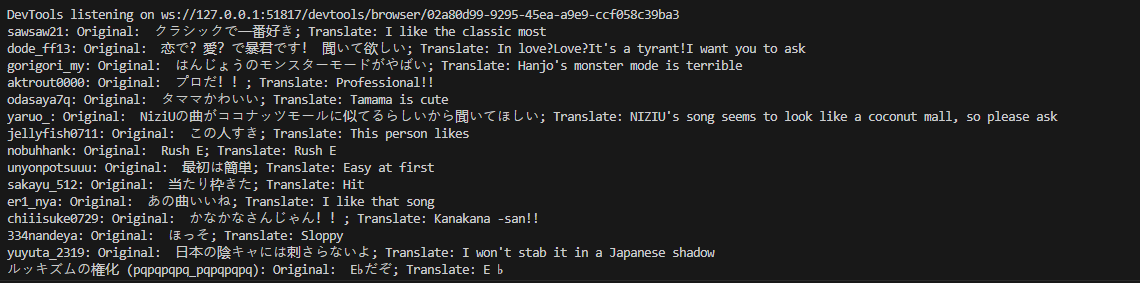 DevTools listening on ws://127.0.0.1:51817/devtools/browser/02a80d99-9295-45ea-a9e9-ccf058c39ba3
sawsaw21: Original: クラシックで一番好き; Translate: I like the classic most
dode_ff13: Original: 恋で？愛？で暴君です！ 聞いて欲しい; Translate: In love?Love?It's a tyrant!I want you to ask
gorigori_my: Original: はんじょうのモンスターモードがやばい; Translate: Hanjo's monster mode is terrible
aktrout0000: Original: プロだ！！; Translate: Professional!!
odasaya7q: Original: タママかわいい; Translate: Tamama is cute
yaruo_: Original: NiziUの曲がココナッツモールに似てるらしいから聞いてほしい; Translate: NIZIU's song seems to look like a coconut mall, so please ask
jellyfish0711: Original: この人すき; Translate: This person likes
nobuhhank: Original: Rush E; Translate: Rush E
unyonpotsuuu: Original: 最初は簡単; Translate: Easy at first
sakayu_512: Original: 当たり枠きた; Translate: Hit
er1_nya: Original: あの曲いいね; Translate: I like that song
chiiisuke0729: Original: かなかなさんじゃん！！; Translate: Kanakana -san!!
334nandeya: Original: ほっそ; Translate: Sloppy
yuyuta_2319: Original: 日本の陰キャには刺さらないよ; Translate: I won't stab it in a Japanese shadow
ルッキズムの権化 (pqpqpqpq_pqpqpqpq): Original: E♭だぞ; Translate: E ♭